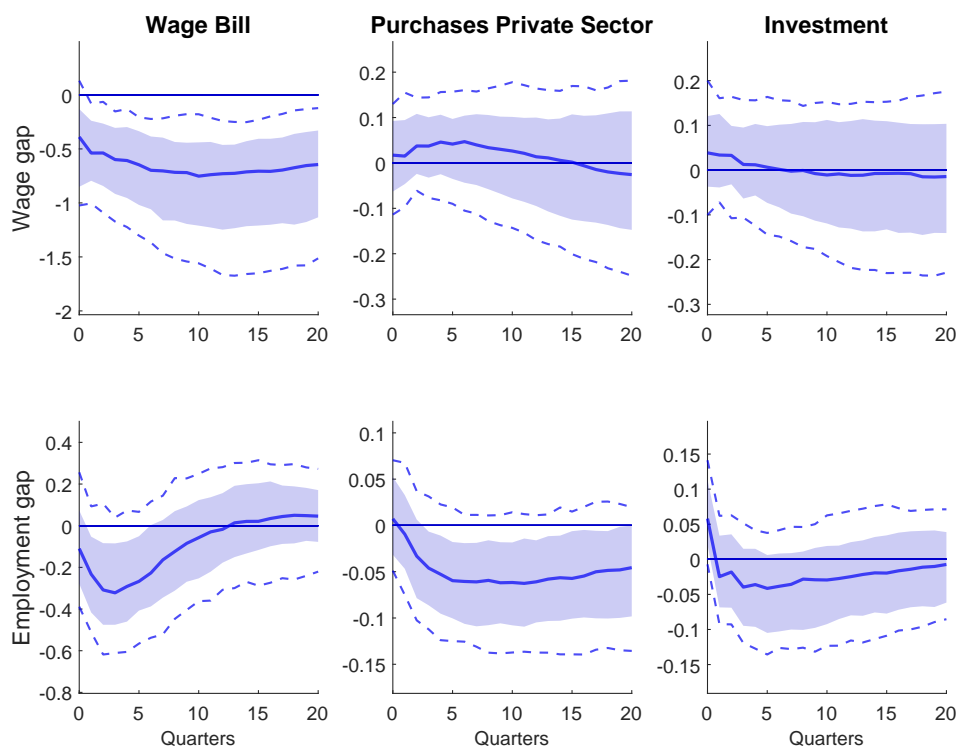 Wage Bill
Purchases Private Sector
Investment
Wage gap
0
-0.5
-1
-1.5
-2
0 5 10 15 20
0.2
0.1
0
-0.1
-0.2
-0.3
0 5 10 15 20
0.2
0.1
0
-0.1
-0.2
-0.3
0 5 10 15 20
Employment gap
0.4
0.2
0
-0.2
-0.4
-0.6
-0.8
0 5 10 15 20
Quarters
0.1
0.05
0
-0.05
-0.1
-0.15
0 5 10 15 20
Quarters
0.15
0.1
0.05
0
-0.05
-0.1
-0.15
0 5 10 15 20
Quarters